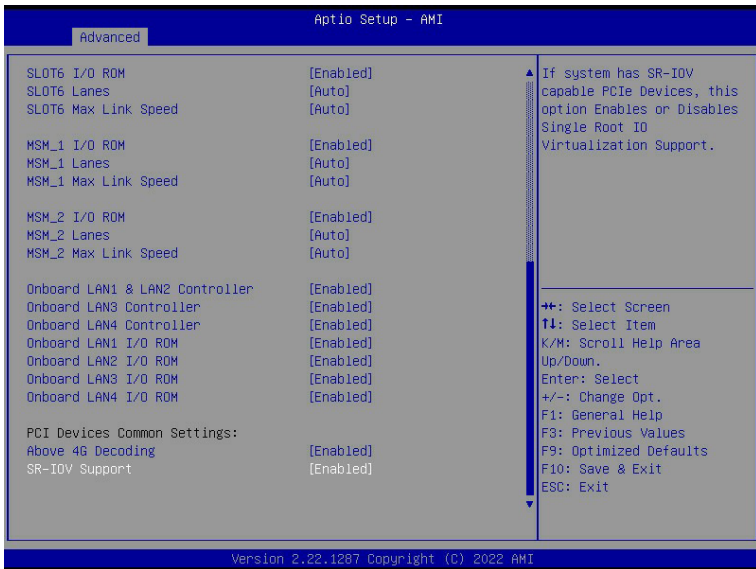 Aptio Setup – AMI
Advanced
SLOT6 I/O ROM [Enabled]
SLOT6 Lanes [Auto]
SLOT6 Max Link Speed [Auto]
MSM_1 I/O ROM [Enabled]
MSM_1 Lanes [Auto]
MSM_1 Max Link Speed [Auto]
MSM_2 I/O ROM [Enabled]
MSM_2 Lanes [Auto]
MSM_2 Max Link Speed [Auto]
Onboard LAN1 & LAN2 Controller [Enabled]
Onboard LAN3 Controller [Enabled]
Onboard LAN4 Controller [Enabled]
Onboard LAN1 I/O ROM [Enabled]
Onboard LAN2 I/O ROM [Enabled]
Onboard LAN3 I/O ROM [Enabled]
Onboard LAN4 I/O ROM [Enabled]
PCI Devices Common Settings:
Above 4G Decoding [Enabled]
SR-IOV Support [Enabled]
If system has SR-IOV
capable PCIe Devices, this
option Enables or Disables
Single Root IO
Virtualization Support.
→←: Select Screen
↑↓: Select Item
K/M: Scroll Help Area
Up/Down.
Enter: Select
+/-: Change Opt.
F1: General Help
F3: Previous Values
F9: Optimized Defaults
F10: Save & Exit
ESC: Exit
Version 2.22.1287 Copyright (C) 2022 AMI